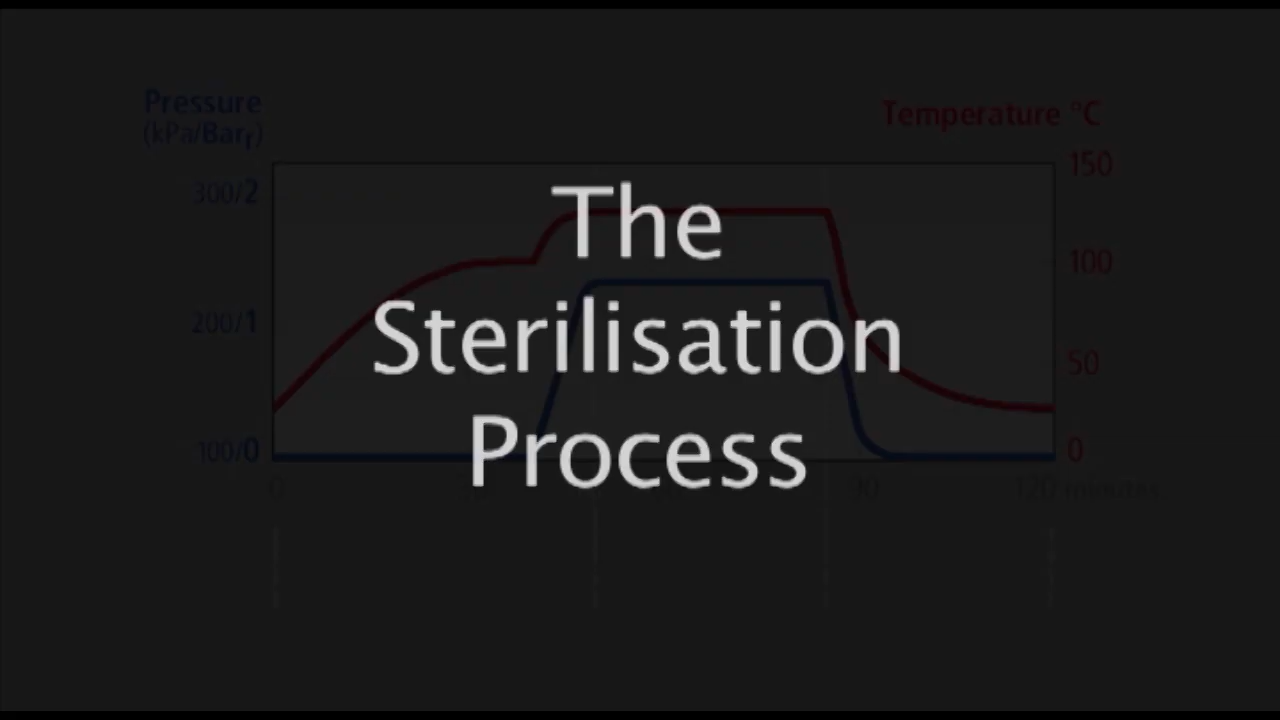 Pressure
(kPa/Barr)
Temperature °C
150
300/2
The
100
200/1
Sterilisation
50
100/0
Process
0
0
90
120 minutes